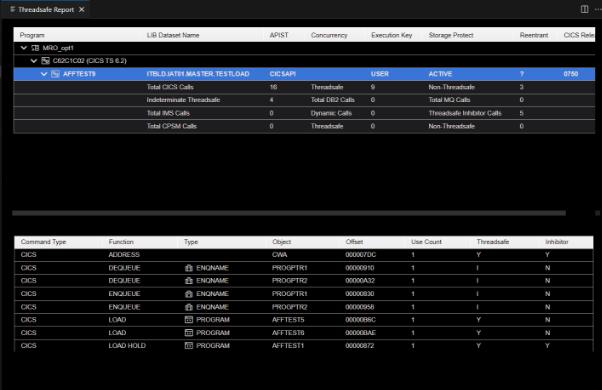 Threadsafe Report
Program LIB Dataset Name APIST Concurrency Execution Key Storage Protect Reentrant CICS Rele
MRO_opt1
C62C1C02 (CICS TS 6.2)
AFFTEST9 ITBLD.IAT01.MASTER.TESTLOAD CICSAPI USER ACTIVE ? 0750
Total CICS Calls 16 Threadsafe 9 Non-Threadsafe 3
Indeterminate Threadsafe 4 Total DB2 Calls 0 Total MQ Calls 0
Total IMS Calls 0 Dynamic Calls 0 Threadsafe Inhibitor Calls 5
Total CPSM Calls 0 Threadsafe 0 Non-Threadsafe 0
Command Type Function Type Object Offset Use Count Threadsafe Inhibitor
CICS ADDRESS CWA 000007DC 1 Y Y
CICS DEQUEUE ENQNAME PROGPTR1 00000910 1 I N
CICS DEQUEUE ENQNAME PROGPTR2 00000A32 1 I N
CICS ENQUEUE ENQNAME PROGPTR1 00000830 1 I N
CICS ENQUEUE ENQNAME PROGPTR2 00000956 1 I N
CICS LOAD PROGRAM AFFTEST5 00000B6C 1 Y N
CICS LOAD PROGRAM AFFTEST6 00000BAE 1 Y N
CICS LOAD HOLD PROGRAM AFFTEST1 00000872 1 Y Y